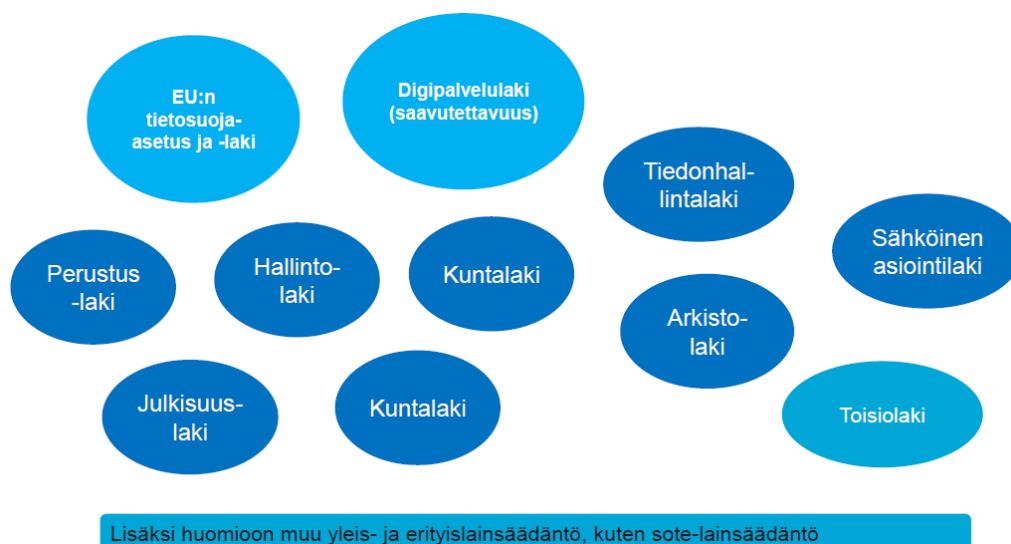 EU:n
tietosuoja-
asetus ja -laki
Digipalvelulaki
(saavutettavuus)
Tiedonhal-
lintalaki
Sähköinen
asiointilaki
Perustus
-laki
Hallinto-
laki
Kuntalaki
Arkisto-
laki
Julkisuus-
laki
Kuntalaki
Toisiolaki
Lisäksi huomioon muu yleis- ja erityislainsäädäntö, kuten sote-lainsäädäntö